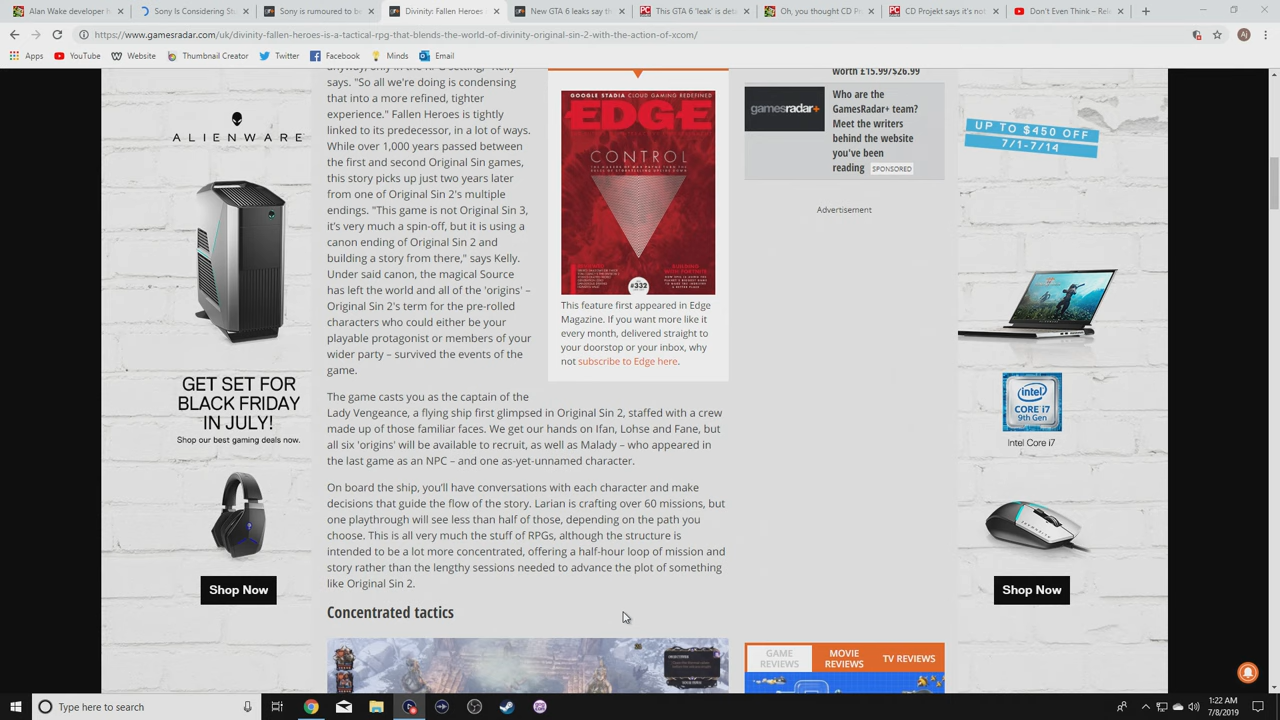 Alan Wake developer h
Sony Is Considering Stu
Sony is rumoured to be
Divinity: Fallen Heroes i
New GTA 6 leaks say th
This GTA 6 'leak' is deta
Oh, you thought CD Pr
CD Projekt says it's not
Don't Even Think – Rele
https://www.gamesradar.com/uk/divinity-fallen-heroes-is-a-tactical-rpg-that-blends-the-world-of-divinity-original-sin-2-with-the-action-of-xcom/
Aj
Apps
YouTube
Website
Thumbnail Creator
Twitter
Facebook
Minds
Email
says. "So all we're doing is condensing
that into a more refined, tighter
experience." Fallen Heroes is tightly
linked to its predecessor, in a lot of ways.
While over 1,000 years passed between
the first and second Original Sin games,
this story picks up just two years later
from one of Original Sin 2's multiple
endings. "This game is not Original Sin 3,
it's very much a spin-off, but it is using a
canon ending of Original Sin 2 and
building a story from there," says Kelly.
Under said canon, the magical Source
has left the world and all of the 'origins' –
Original Sin 2's term for the pre-rolled
characters who could either be your
playable protagonist or members of your
wider party – survived the events of the
game.
GOOGLE STADIA CLOUD GAMING REDEFINED
EDGE
CONTROL
#332
This feature first appeared in Edge
Magazine. If you want more like it
every month, delivered straight to
your doorstop or your inbox, why
not subscribe to Edge here.
The game casts you as the captain of the
Lady Vengeance, a flying ship first glimpsed in Original Sin 2, staffed with a crew
made up of those familiar faces. We get our hands on Ifan, Lohse and Fane, but
all six 'origins' will be available to recruit, as well as Malady – who appeared in
the last game as an NPC – and one as-yet-unnamed character.
On board the ship, you'll have conversations with each character and make
decisions that guide the flow of the story. Larian is crafting over 60 missions, but
one playthrough will see less than half of those, depending on the path you
choose. This is all very much the stuff of RPGs, although the structure is
intended to be a lot more concentrated, offering a half-hour loop of mission and
story rather than the lengthy sessions needed to advance the plot of something
like Original Sin 2.
Concentrated tactics
worth £15.99/$26.99
gamesradar+
Who are the
GamesRadar+ team?
Meet the writers
behind the website
you've been
reading SPONSORED
Advertisement
GAME
REVIEWS
MOVIE
REVIEWS
TV REVIEWS
ALIENWARE
GET SET FOR
BLACK FRIDAY
IN JULY!
Shop our best gaming deals now.
Shop Now
UP TO $450 OFF
7/1-7/14
intel
CORE i7
9th Gen
Intel Core i7
Shop Now
Type here to search
1:22 AM
7/8/2019